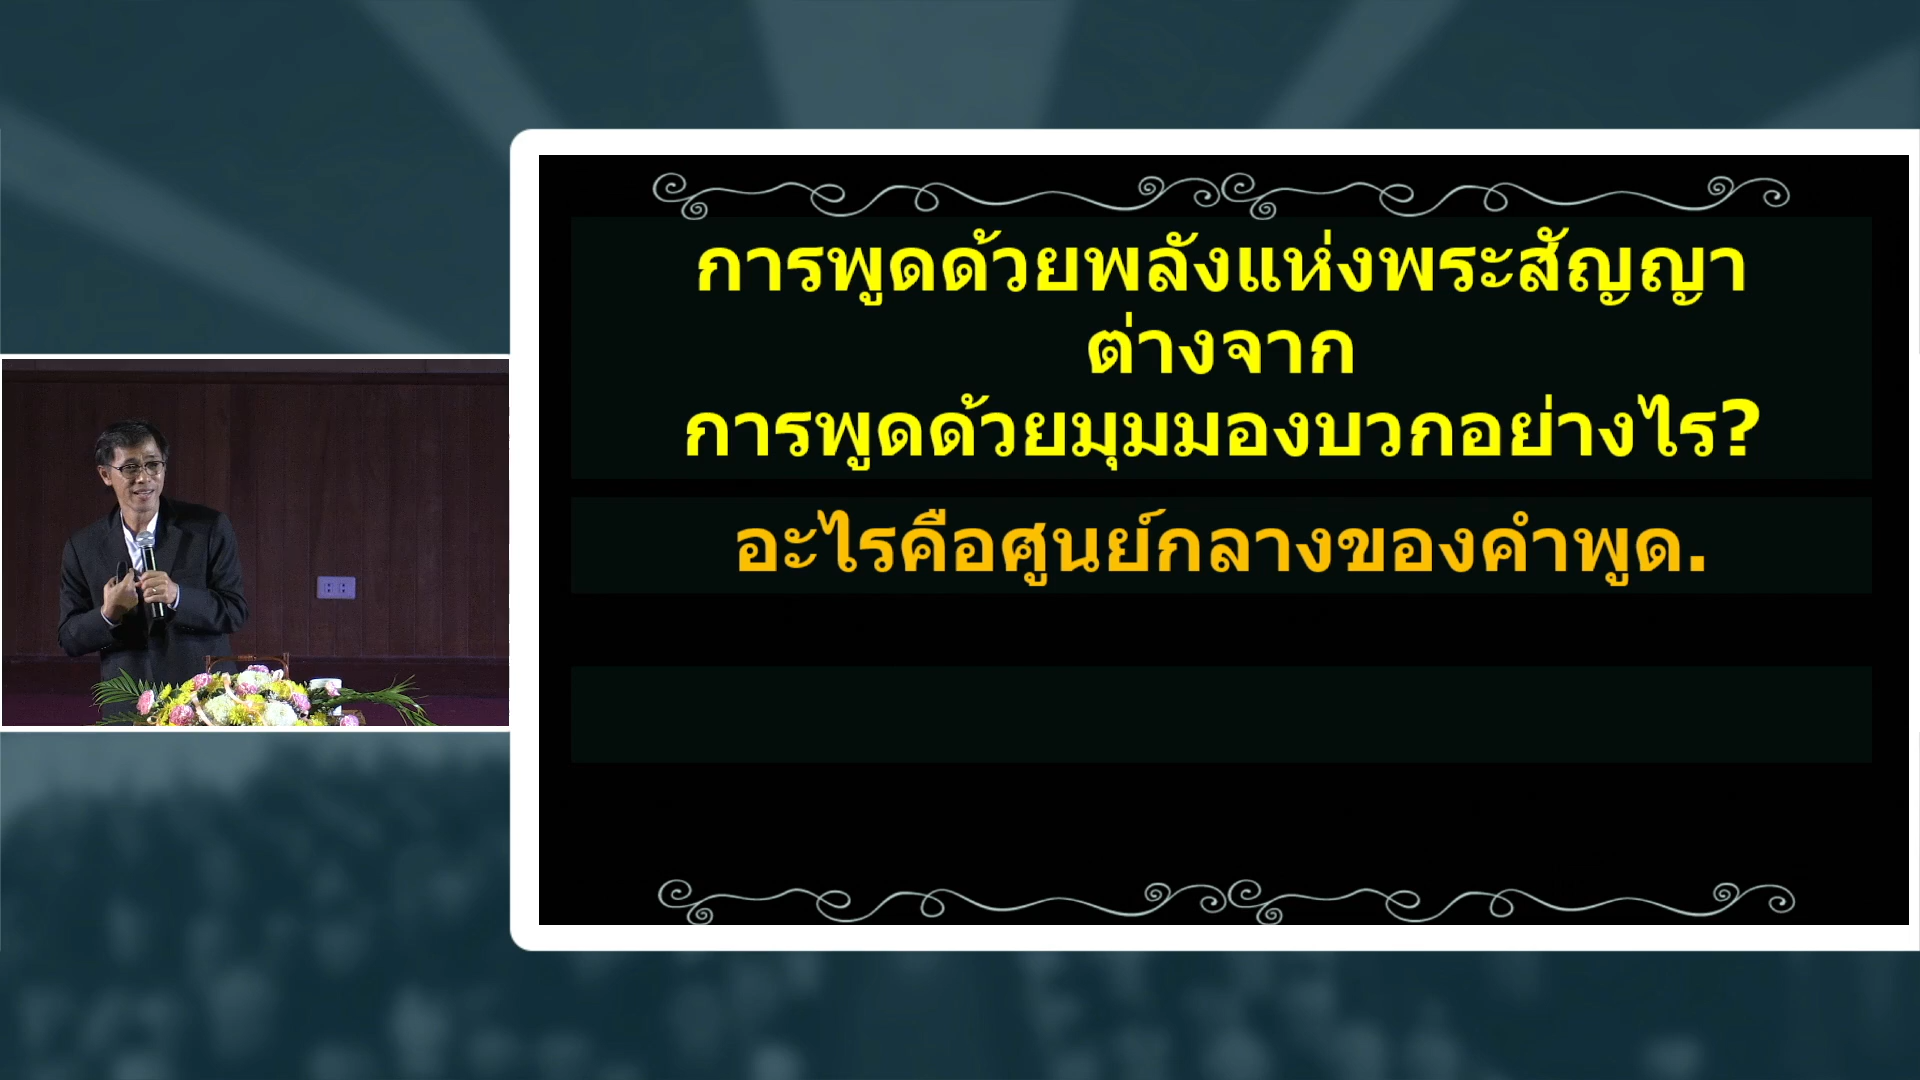 การพูดด้วยพลังแห่งพระสัญญา
ต่างจาก
การพูดด้วยมุมมองบวกอย่างไร?
อะไรคือศูนย์กลางของคำพูด.